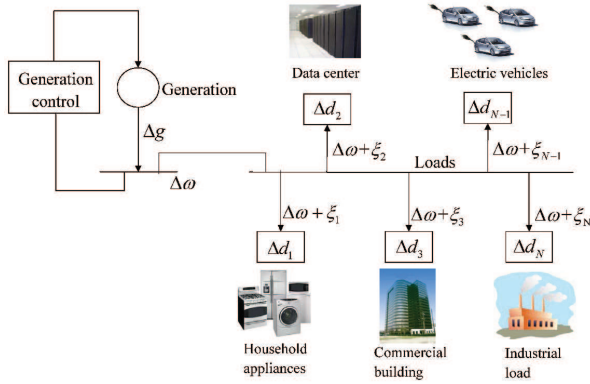 Data center
Electric vehicles
Generation
control
Generation
Δg
Δω
Δd₂
Δd_{N−1}
Δω+ξ₂
Loads
Δω+ξ_{N−1}
Δω + ξ₁
Δω+ξ₃
Δω+ξ_N
Δd₁
Δd₃
Δd_N
Household
appliances
Commercial
building
Industrial
load